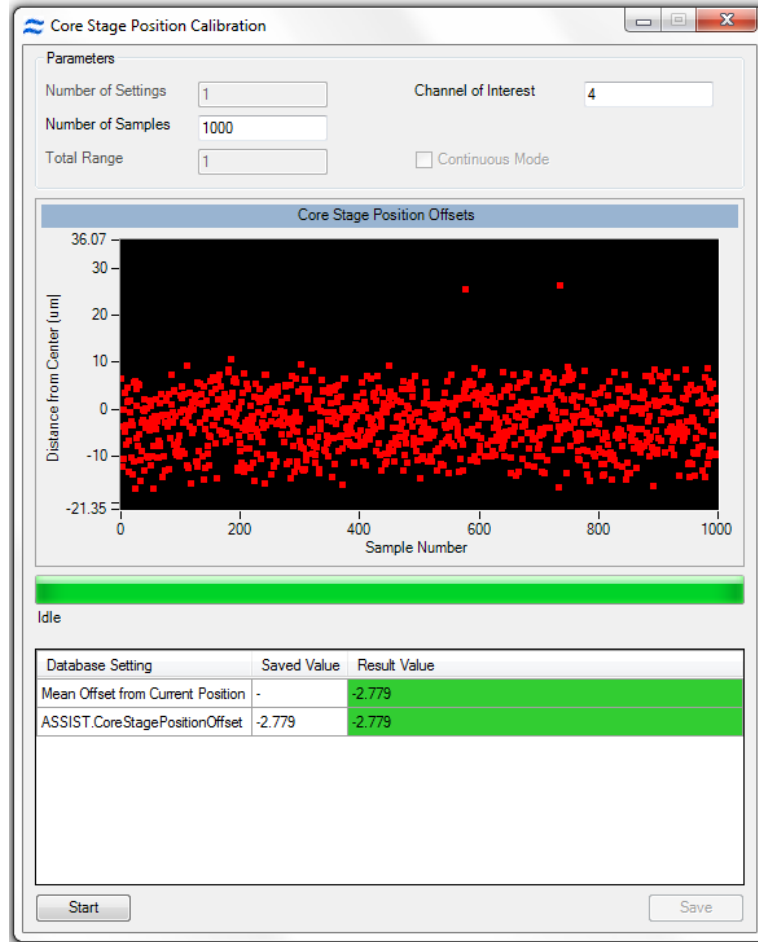 Core Stage Position Calibration
Parameters
Number of Settings 1 Channel of Interest 4
Number of Samples 1000
Total Range 1 Continuous Mode
Core Stage Position Offsets
36.07
30
20
10
0
-10
-21.35
Distance from Center [um]
0 200 400 600 800 1000
Sample Number
Idle
Database Setting Saved Value Result Value
Mean Offset from Current Position - -2.779
ASSIST.CoreStagePositionOffset -2.779 -2.779
Start Save